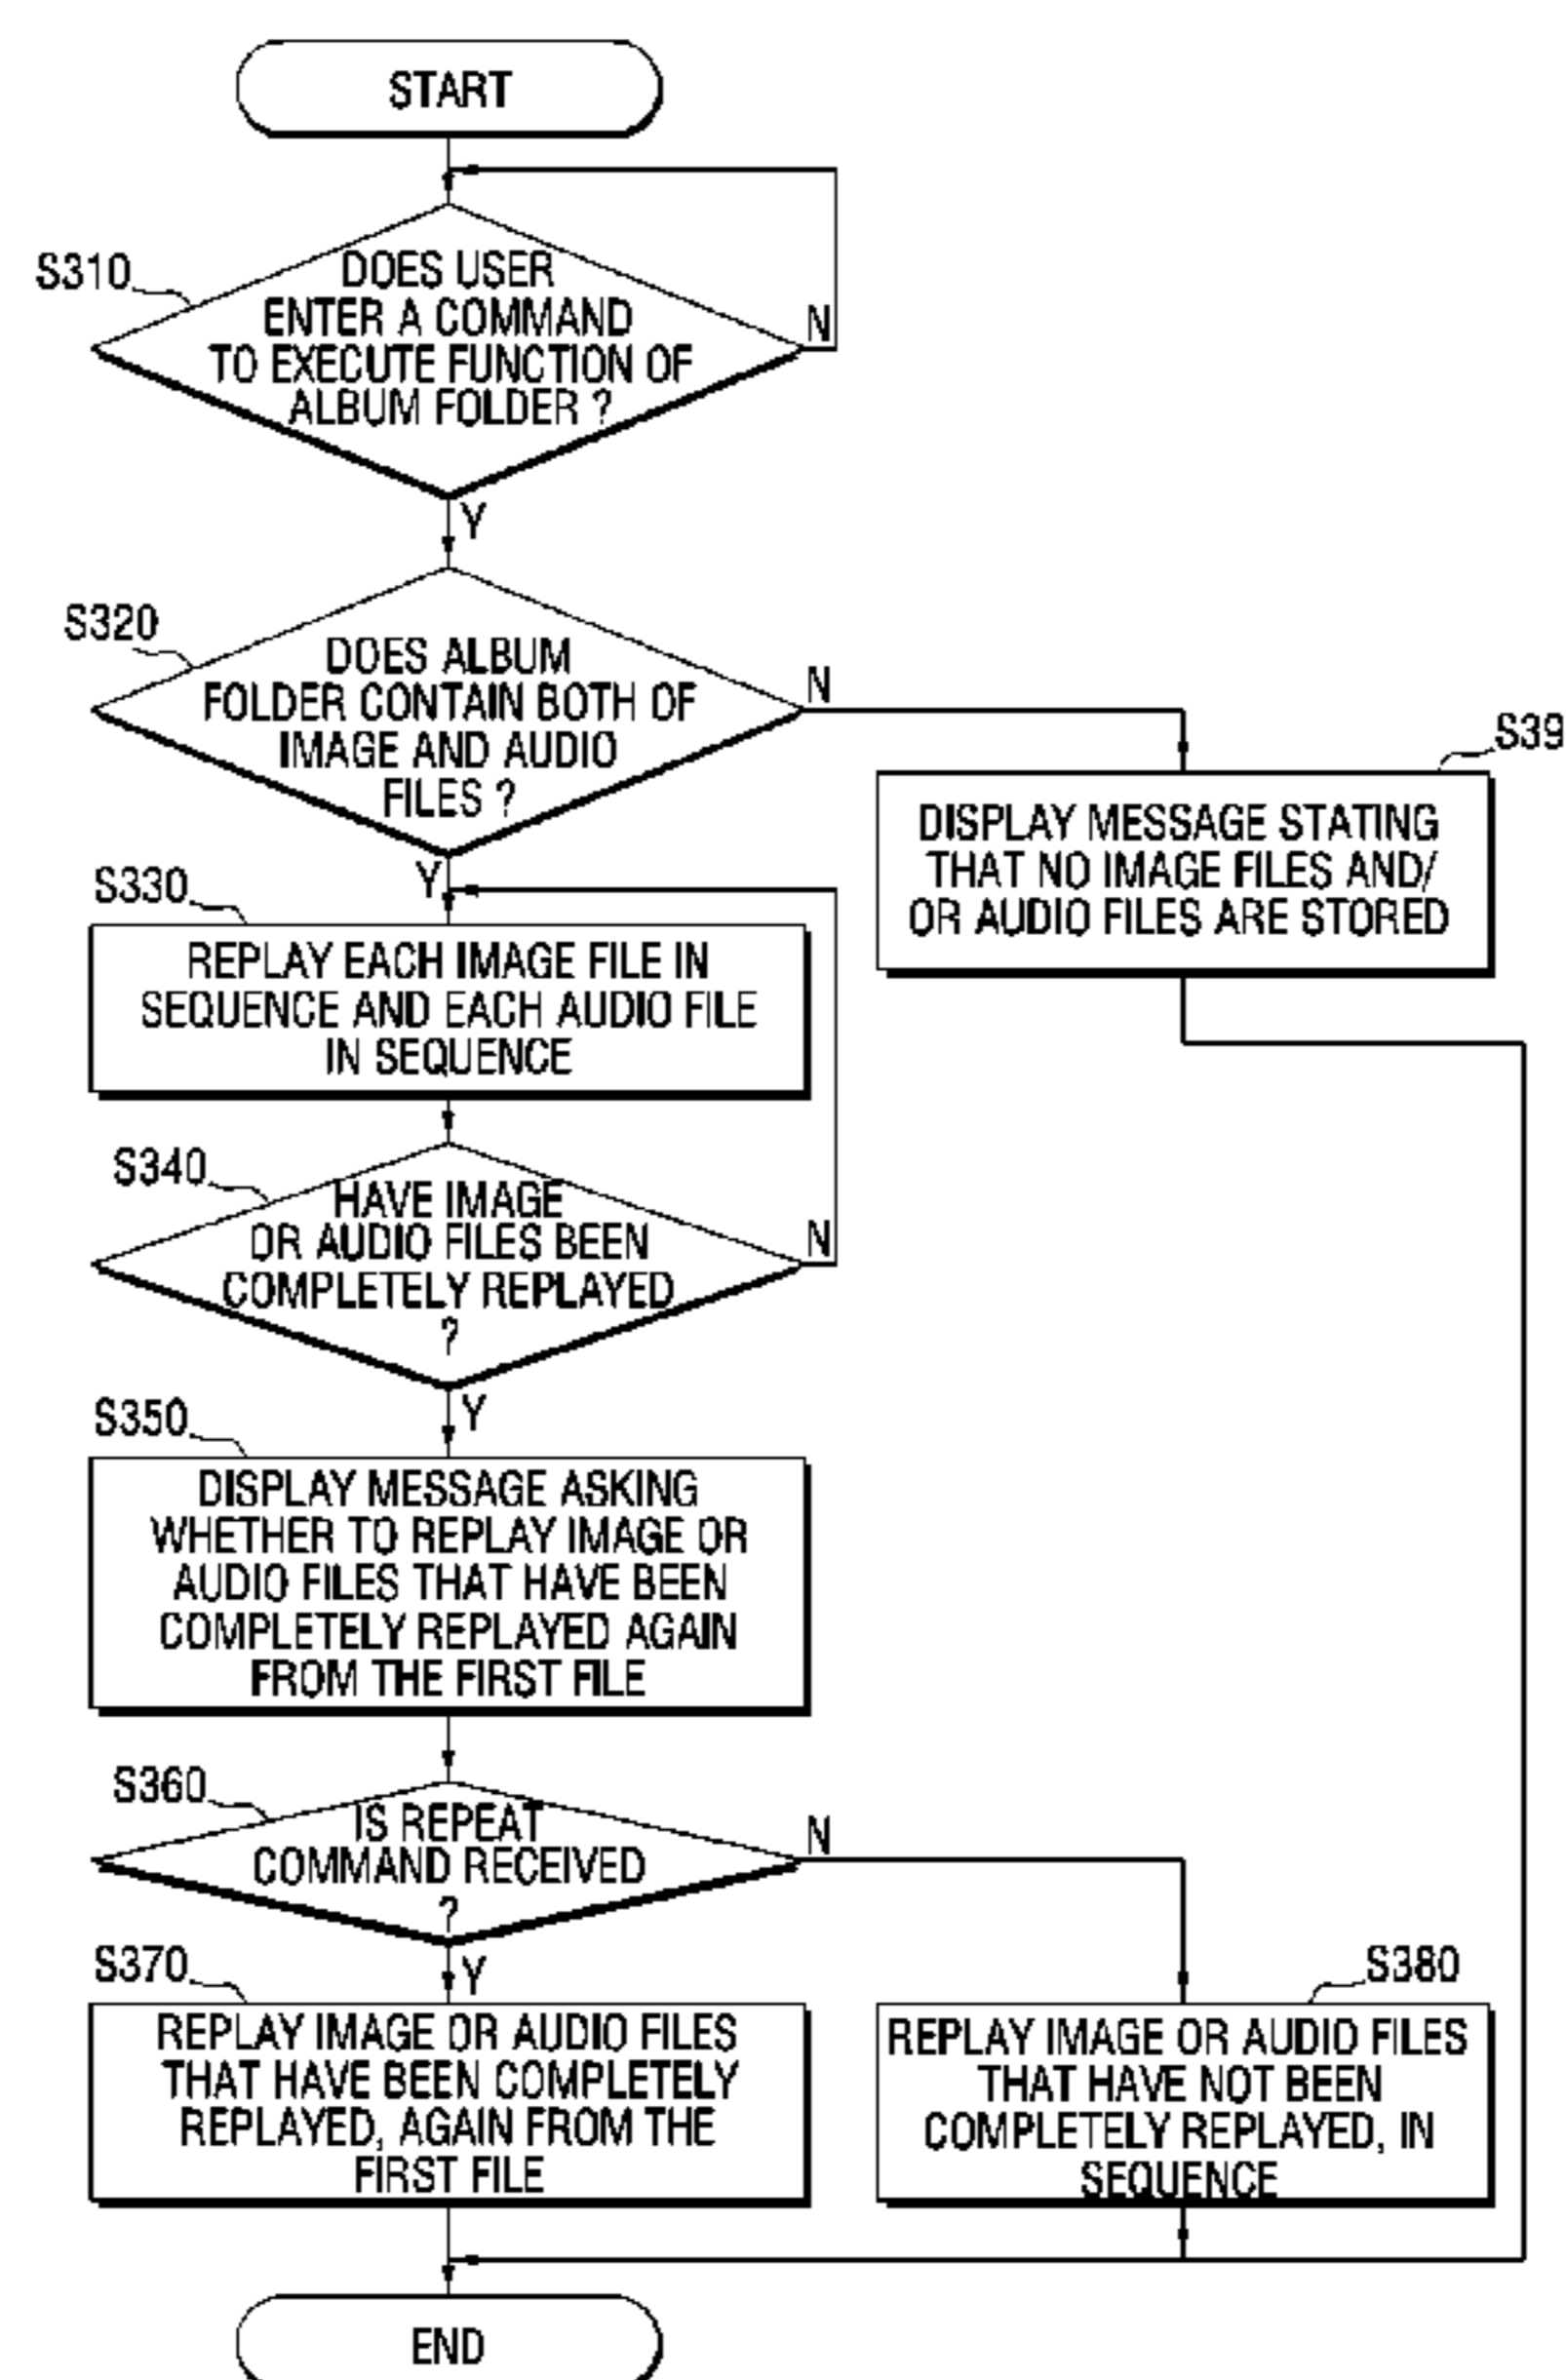 START
S310
DOES USER
ENTER A COMMAND
TO EXECUTE FUNCTION OF
ALBUM FOLDER ?
N
Y
S320
DOES ALBUM
FOLDER CONTAIN BOTH OF
IMAGE AND AUDIO
FILES ?
N
Y
S39
DISPLAY MESSAGE STATING
THAT NO IMAGE FILES AND/
OR AUDIO FILES ARE STORED
S330
REPLAY EACH IMAGE FILE IN
SEQUENCE AND EACH AUDIO FILE
IN SEQUENCE
S340
HAVE IMAGE
OR AUDIO FILES BEEN
COMPLETELY REPLAYED
?
N
Y
S350
DISPLAY MESSAGE ASKING
WHETHER TO REPLAY IMAGE OR
AUDIO FILES THAT HAVE BEEN
COMPLETELY REPLAYED AGAIN
FROM THE FIRST FILE
S360
IS REPEAT
COMMAND RECEIVED
?
N
Y
S370
REPLAY IMAGE OR AUDIO FILES
THAT HAVE BEEN COMPLETELY
REPLAYED, AGAIN FROM THE
FIRST FILE
S380
REPLAY IMAGE OR AUDIO FILES
THAT HAVE NOT BEEN
COMPLETELY REPLAYED, IN
SEQUENCE
END